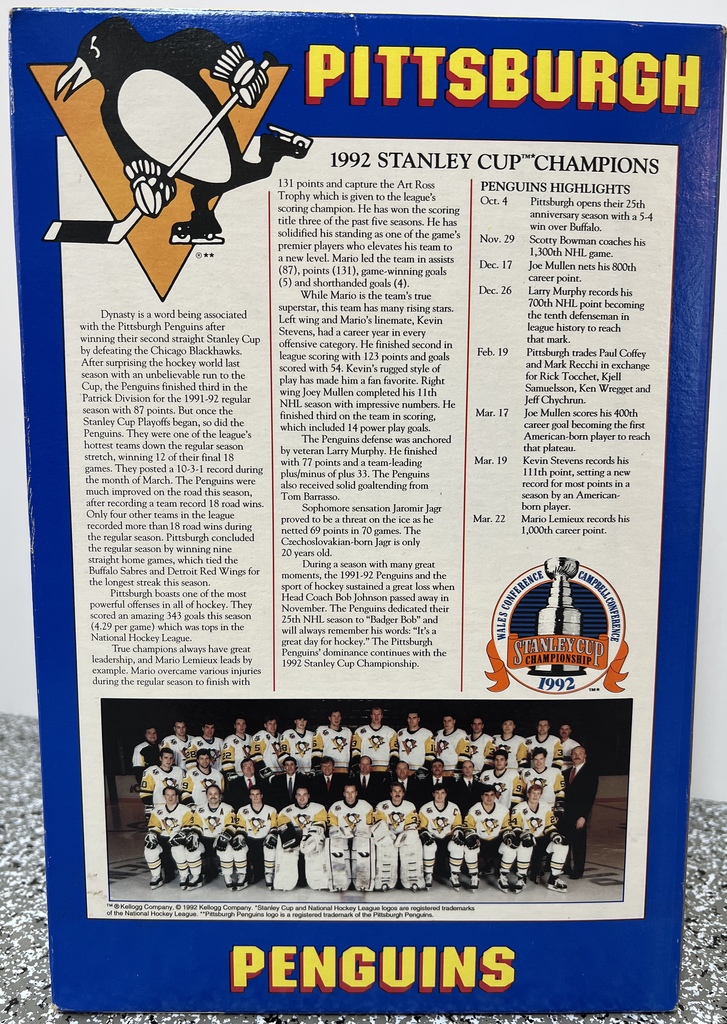 PITTSBURGH
1992 STANLEY CUP™* CHAMPIONS
®**
Dynasty is a word being associated
with the Pittsburgh Penguins after
winning their second straight Stanley Cup
by defeating the Chicago Blackhawks.
After surprising the hockey world last
season with an unbelievable run to the
Cup, the Penguins finished third in the
Patrick Division for the 1991-92 regular
season with 87 points. But once the
Stanley Cup Playoffs began, so did the
Penguins. They were one of the league's
hottest teams down the regular season
stretch, winning 12 of their final 18
games. They posted a 10-3-1 record during
the month of March. The Penguins were
much improved on the road this season,
after recording a team record 18 road wins.
Only four other teams in the league
recorded more than 18 road wins during
the regular season. Pittsburgh concluded
the regular season by winning nine
straight home games, which tied the
Buffalo Sabres and Detroit Red Wings for
the longest streak this season.
Pittsburgh boasts one of the most
powerful offenses in all of hockey. They
scored an amazing 343 goals this season
(4.29 per game) which was tops in the
National Hockey League.
True champions always have great
leadership, and Mario Lemieux leads by
example. Mario overcame various injuries
during the regular season to finish with
131 points and capture the Art Ross
Trophy which is given to the league's
scoring champion. He has won the scoring
title three of the past five seasons. He has
solidified his standing as one of the game's
premier players who elevates his team to
a new level. Mario led the team in assists
(87), points (131), game-winning goals
(5) and shorthanded goals (4).
While Mario is the team's true
superstar, this team has many rising stars.
Left wing and Mario's linemate, Kevin
Stevens, had a career year in every
offensive category. He finished second in
league scoring with 123 points and goals
scored with 54. Kevin's rugged style of
play has made him a fan favorite. Right
wing Joey Mullen completed his 11th
NHL season with impressive numbers. He
finished third on the team in scoring,
which included 14 power play goals.
The Penguins defense was anchored
by veteran Larry Murphy. He finished
with 77 points and a team-leading
plus/minus of plus 33. The Penguins
also received solid goaltending from
Tom Barrasso.
Sophomore sensation Jaromir Jagr
proved to be a threat on the ice as he
netted 69 points in 70 games. The
Czechoslovakian-born Jagr is only
20 years old.
During a season with many great
moments, the 1991-92 Penguins and the
sport of hockey sustained a great loss when
Head Coach Bob Johnson passed away in
November. The Penguins dedicated their
25th NHL season to "Badger Bob" and
will always remember his words: "It's a
great day for hockey." The Pittsburgh
Penguins' dominance continues with the
1992 Stanley Cup Championship.
PENGUINS HIGHLIGHTS
Oct. 4 Pittsburgh opens their 25th
anniversary season with a 5-4
win over Buffalo.
Nov. 29 Scotty Bowman coaches his
1,300th NHL game.
Dec. 17 Joe Mullen nets his 800th
career point.
Dec. 26 Larry Murphy records his
700th NHL point becoming
the tenth defenseman in
league history to reach
that mark.
Feb. 19 Pittsburgh trades Paul Coffey
and Mark Recchi in exchange
for Rick Tocchet, Kjell
Samuelsson, Ken Wregget and
Jeff Chychrun.
Mar. 17 Joe Mullen scores his 400th
career goal becoming the first
American-born player to reach
that plateau.
Mar. 19 Kevin Stevens records his
111th point, setting a new
record for most points in a
season by an American-
born player.
Mar. 22 Mario Lemieux records his
1,000th career point.
WALES CONFERENCE CAMPBELL CONFERENCE
STANLEY CUP
CHAMPIONSHIP
1992
™*
™ ® Kellogg Company, © 1992 Kellogg Company. *Stanley Cup and National Hockey League logos are registered trademarks
of the National Hockey League. **Pittsburgh Penguins logo is a registered trademark of the Pittsburgh Penguins.
PENGUINS